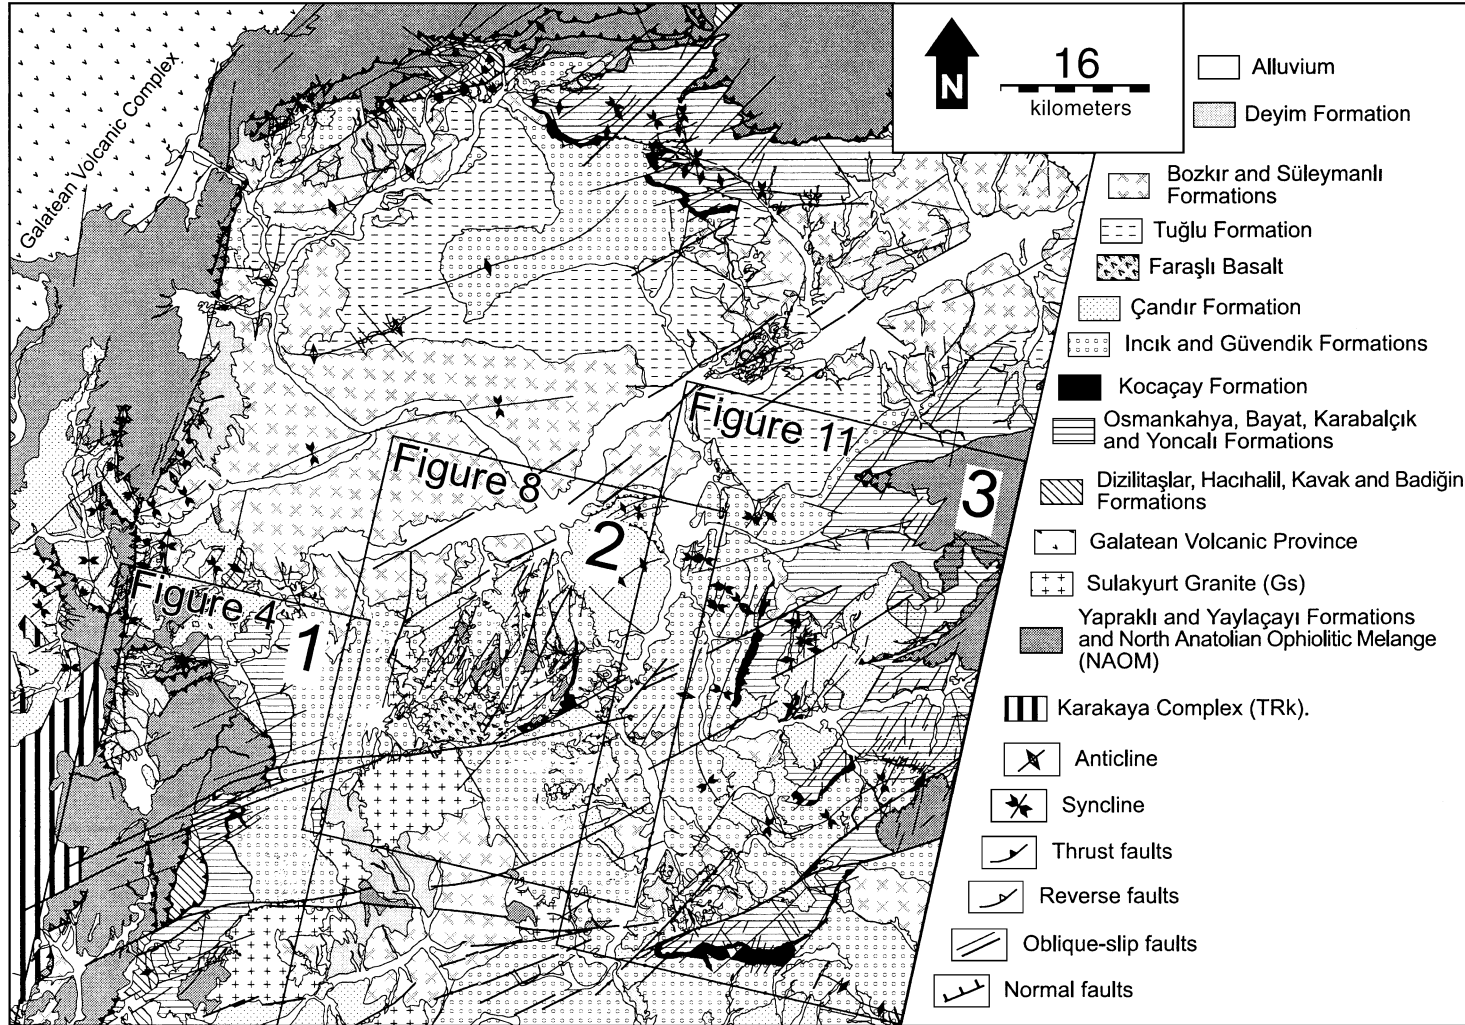 Galatean Volcanic Complex
N
16
kilometers
Alluvium
Deyim Formation
Bozkır and Süleymanlı
Formations
Tuğlu Formation
Faraşlı Basalt
Çandır Formation
Incık and Güvendik Formations
Kocaçay Formation
Osmankahya, Bayat, Karabalçık
and Yoncalı Formations
Dizilitaşlar, Hacıhalil, Kavak and Badiğin
Formations
Galatean Volcanic Province
Sulakyurt Granite (Gs)
Yapraklı and Yaylaçayı Formations
and North Anatolian Ophiolitic Melange
(NAOM)
Karakaya Complex (TRk).
Anticline
Syncline
Thrust faults
Reverse faults
Oblique-slip faults
Normal faults
Figure 11
3
Figure 8
2
Figure 4
1